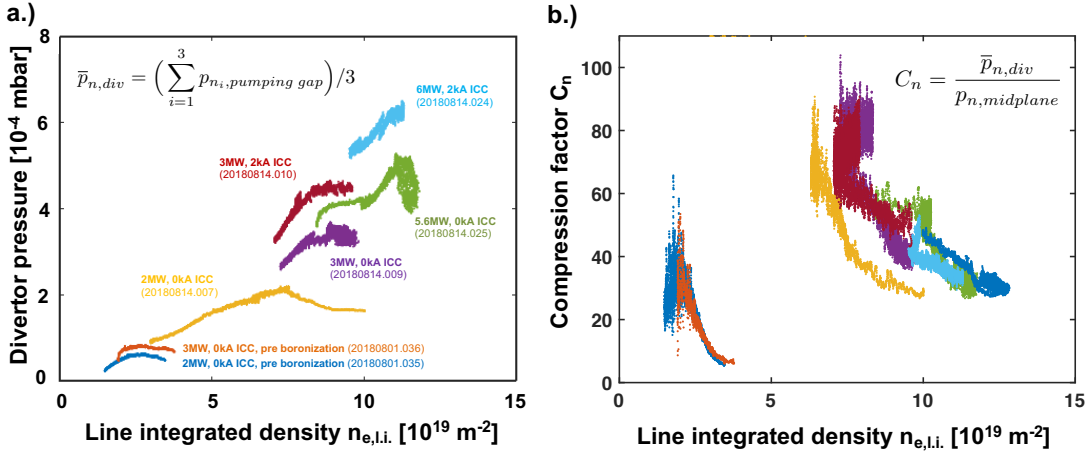 a.)
Divertor pressure [10-4 mbar]
8
6
4
2
0
p̅n,div = ( 3∑i=1 pni,pumping gap )/3
6MW, 2kA ICC
(20180814.024)
3MW, 2kA ICC
(20180814.010)
5.6MW, 0kA ICC
(20180814.025)
3MW, 0kA ICC
(20180814.009)
2MW, 0kA ICC
(20180814.007)
3MW, 0kA ICC, pre boronization (20180801.036)
2MW, 0kA ICC, pre boronization (20180801.035)
0 5 10 15
Line integrated density ne,l.i. [1019 m-2]
b.)
Compression factor Cn
100
80
60
40
20
0
Cn = p̅n,div / pn,midplane
0 5 10 15
Line integrated density ne,l.i. [1019 m-2]